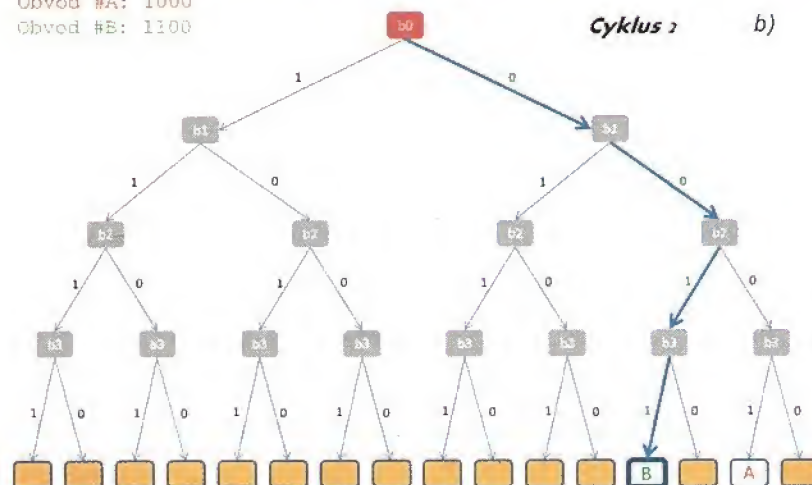 Obvod #A: 1000
Obvod #B: 1100
Cyklus 2 b)
b0
1 0
b1 b1
1 0 1 0
b2 b2 b2 b2
1 0 1 0 1 0 1 0
b3 b3 b3 b3 b3 b3 b3 b3
1 0 1 0 1 0 1 0 1 0 1 0 1 0 1 0
B A